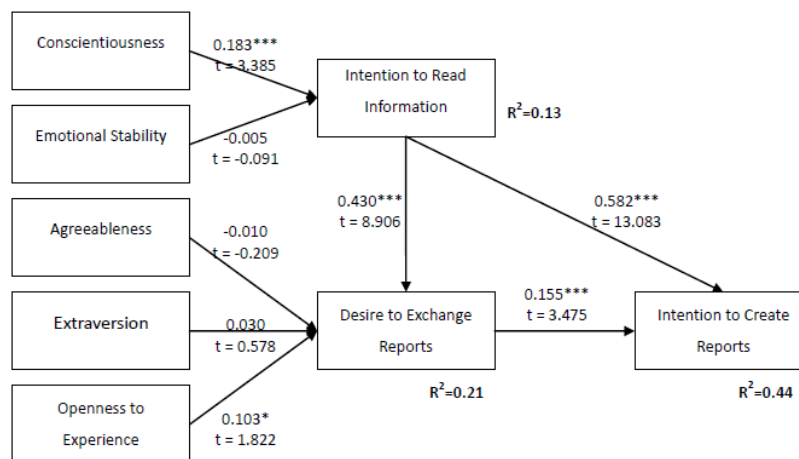 Conscientiousness
0.183***
t = 3.385
Intention to Read
Information
R²=0.13
Emotional Stability
-0.005
t = -0.091
0.430***
t = 8.906
0.582***
t = 13.083
Agreeableness
-0.010
t = -0.209
Extraversion
0.030
t = 0.578
Desire to Exchange
Reports
R²=0.21
0.155***
t = 3.475
Intention to Create
Reports
R²=0.44
Openness to
Experience
0.103*
t = 1.822